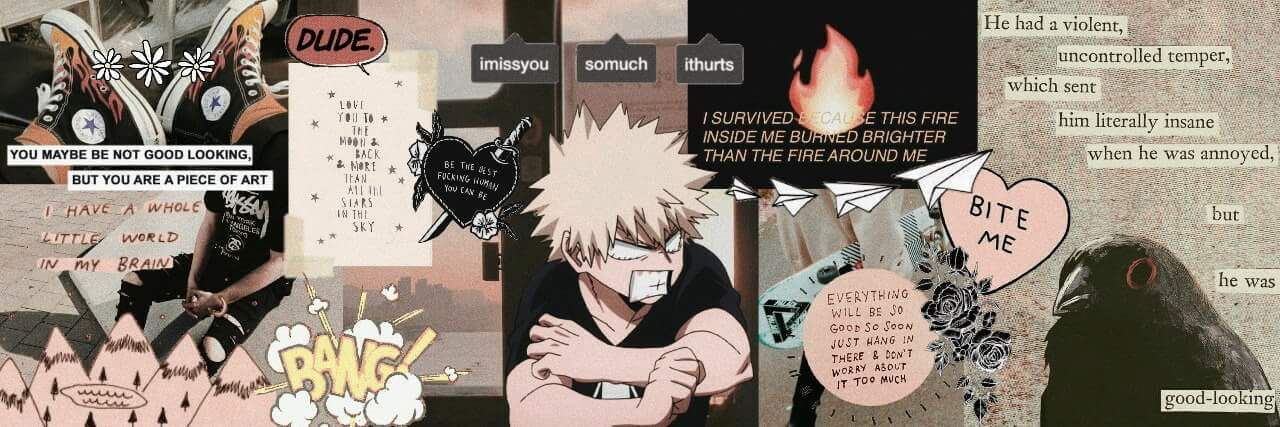 DUDE.
YOU MAYBE BE NOT GOOD LOOKING,
BUT YOU ARE A PIECE OF ART
I HAVE A WHOLE
LITTLE WORLD
IN MY BRAIN
LOVE
YOU TO
THE
MOON &
BACK
& MORE
THAN
ALL THE
STARS
IN THE
SKY
BE THE BEST
FUCKING HUMAN
YOU CAN BE
BANG!
imissyou
somuch
ithurts
I SURVIVED BECAUSE THIS FIRE
INSIDE ME BURNED BRIGHTER
THAN THE FIRE AROUND ME
BITE
ME
EVERYTHING
WILL BE SO
GOOD SO SOON
JUST HANG IN
THERE & DON'T
WORRY ABOUT
IT TOO MUCH
He had a violent,
uncontrolled temper,
which sent
him literally insane
when he was annoyed,
but
he was
good-looking